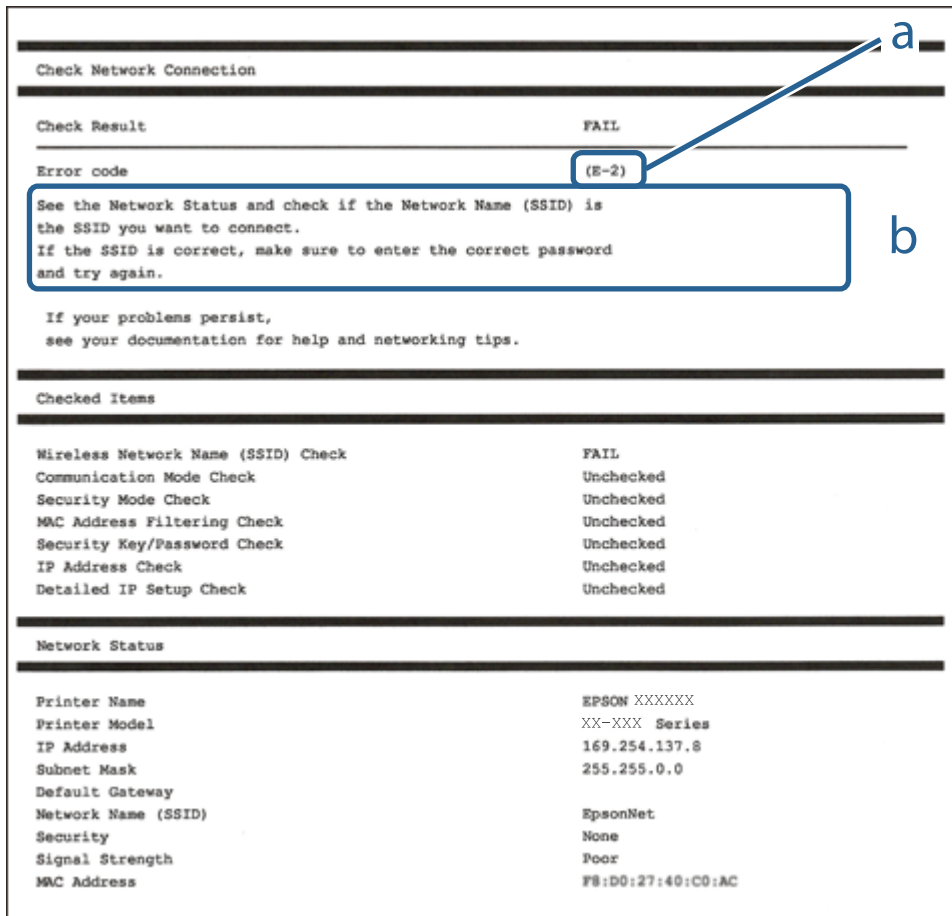 a
Check Network Connection
Check Result FAIL
Error code (E-2)
See the Network Status and check if the Network Name (SSID) is
the SSID you want to connect.
If the SSID is correct, make sure to enter the correct password
and try again.
b
If your problems persist,
see your documentation for help and networking tips.
Checked Items
Wireless Network Name (SSID) Check FAIL
Communication Mode Check Unchecked
Security Mode Check Unchecked
MAC Address Filtering Check Unchecked
Security Key/Password Check Unchecked
IP Address Check Unchecked
Detailed IP Setup Check Unchecked
Network Status
Printer Name EPSON XXXXXX
Printer Model XX-XXX Series
IP Address 169.254.137.8
Subnet Mask 255.255.0.0
Default Gateway
Network Name (SSID) EpsonNet
Security None
Signal Strength Poor
MAC Address F8:D0:27:40:C0:AC